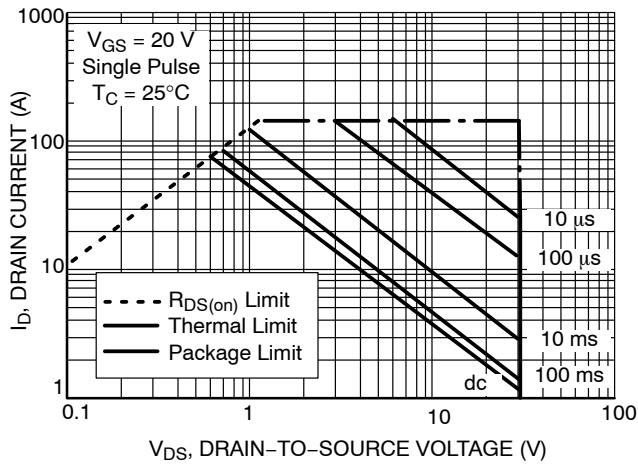 1000
V_GS = 20 V
Single Pulse
T_C = 25°C
100
10
1
I_D, DRAIN CURRENT (A)
10 µs
100 µs
10 ms
100 ms
dc
R_DS(on) Limit
Thermal Limit
Package Limit
0.1
1
10
100
V_DS, DRAIN−TO−SOURCE VOLTAGE (V)